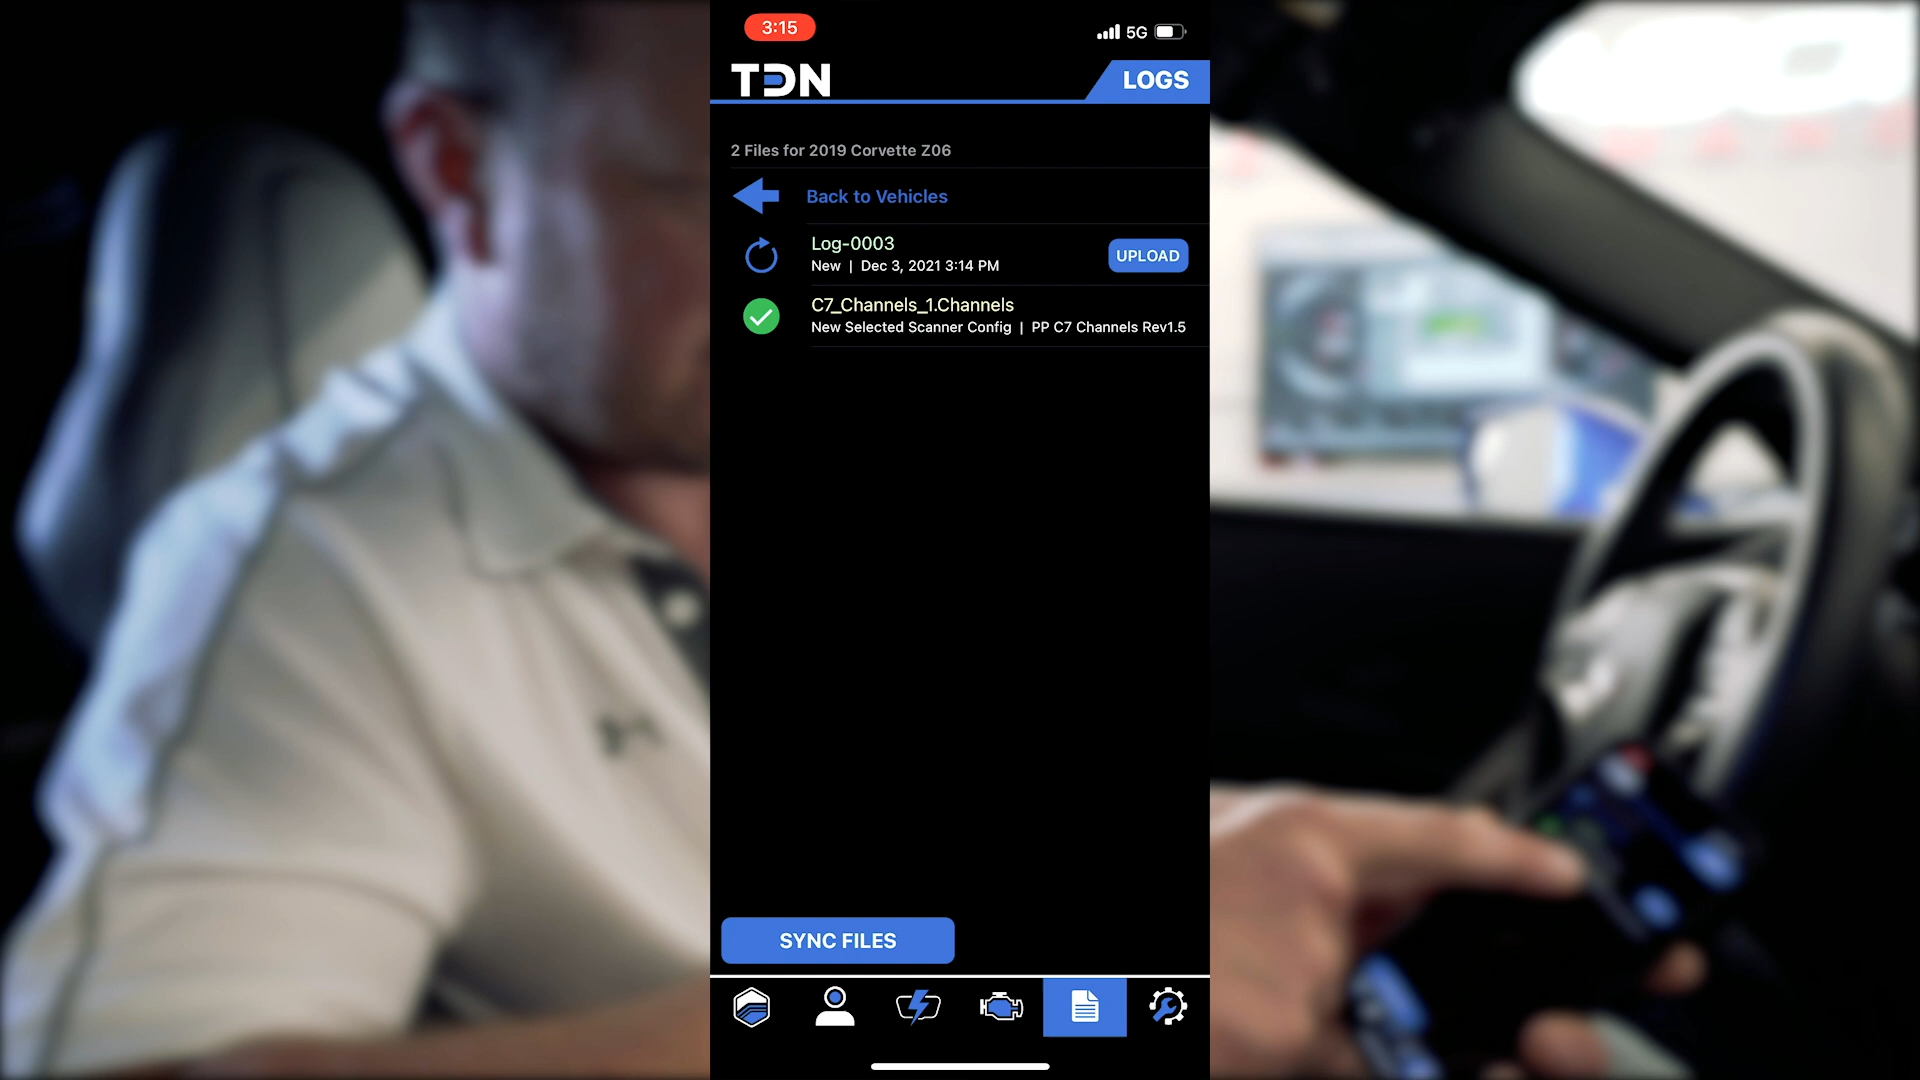 3:15
5G
TDN
LOGS
2 Files for 2019 Corvette Z06
Back to Vehicles
Log-0003
New | Dec 3, 2021 3:14 PM
UPLOAD
C7_Channels_1.Channels
New Selected Scanner Config | PP C7 Channels Rev1.5
SYNC FILES